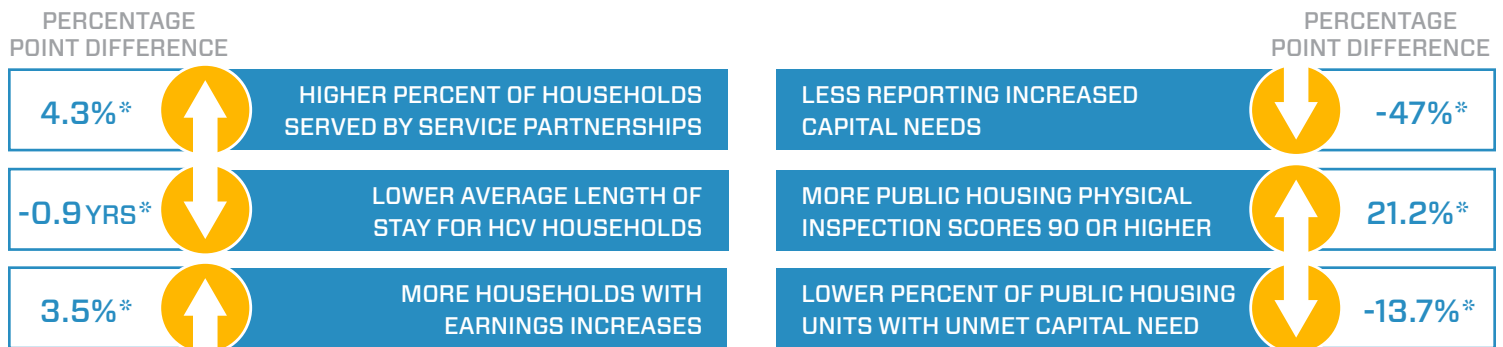 PERCENTAGE
POINT DIFFERENCE
4.3%*
HIGHER PERCENT OF HOUSEHOLDS
SERVED BY SERVICE PARTNERSHIPS
-0.9 YRS*
LOWER AVERAGE LENGTH OF
STAY FOR HCV HOUSEHOLDS
3.5%*
MORE HOUSEHOLDS WITH
EARNINGS INCREASES
PERCENTAGE
POINT DIFFERENCE
LESS REPORTING INCREASED
CAPITAL NEEDS
-47%*
MORE PUBLIC HOUSING PHYSICAL
INSPECTION SCORES 90 OR HIGHER
21.2%*
LOWER PERCENT OF PUBLIC HOUSING
UNITS WITH UNMET CAPITAL NEED
-13.7%*